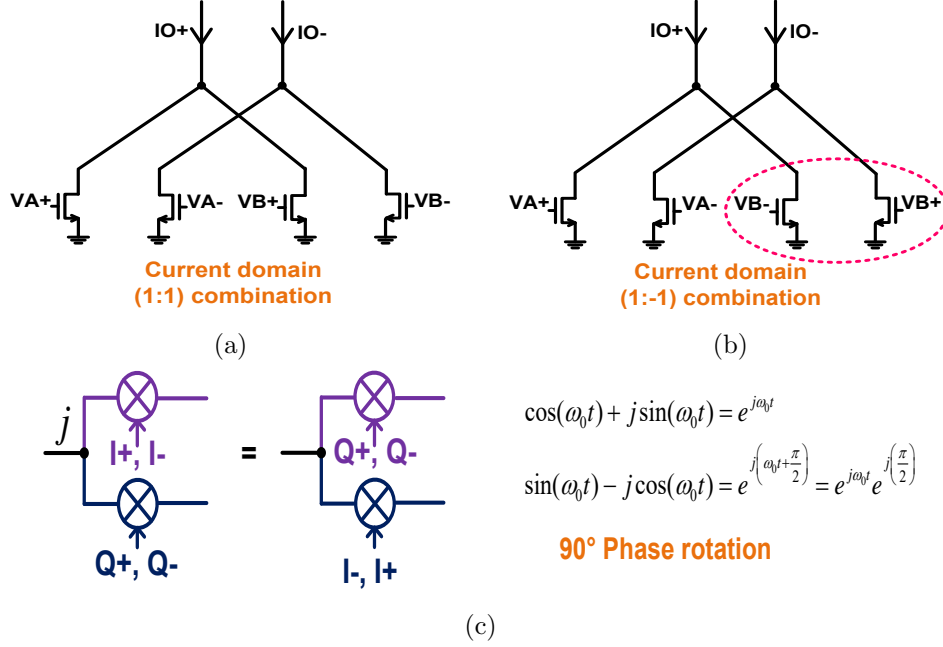 IO+ IO-
VA+ VA- VB+ VB-
Current domain
(1:1) combination
(a)
IO+ IO-
VA+ VA- VB- VB+
Current domain
(1:-1) combination
(b)
j
I+, I-
Q+, Q-
=
Q+, Q-
I-, I+
cos(ω₀t) + j sin(ω₀t) = e^{jω₀t}
sin(ω₀t) − j cos(ω₀t) = e^{j(ω₀t+π/2)} = e^{jω₀t} e^{j(π/2)}
90° Phase rotation
(c)